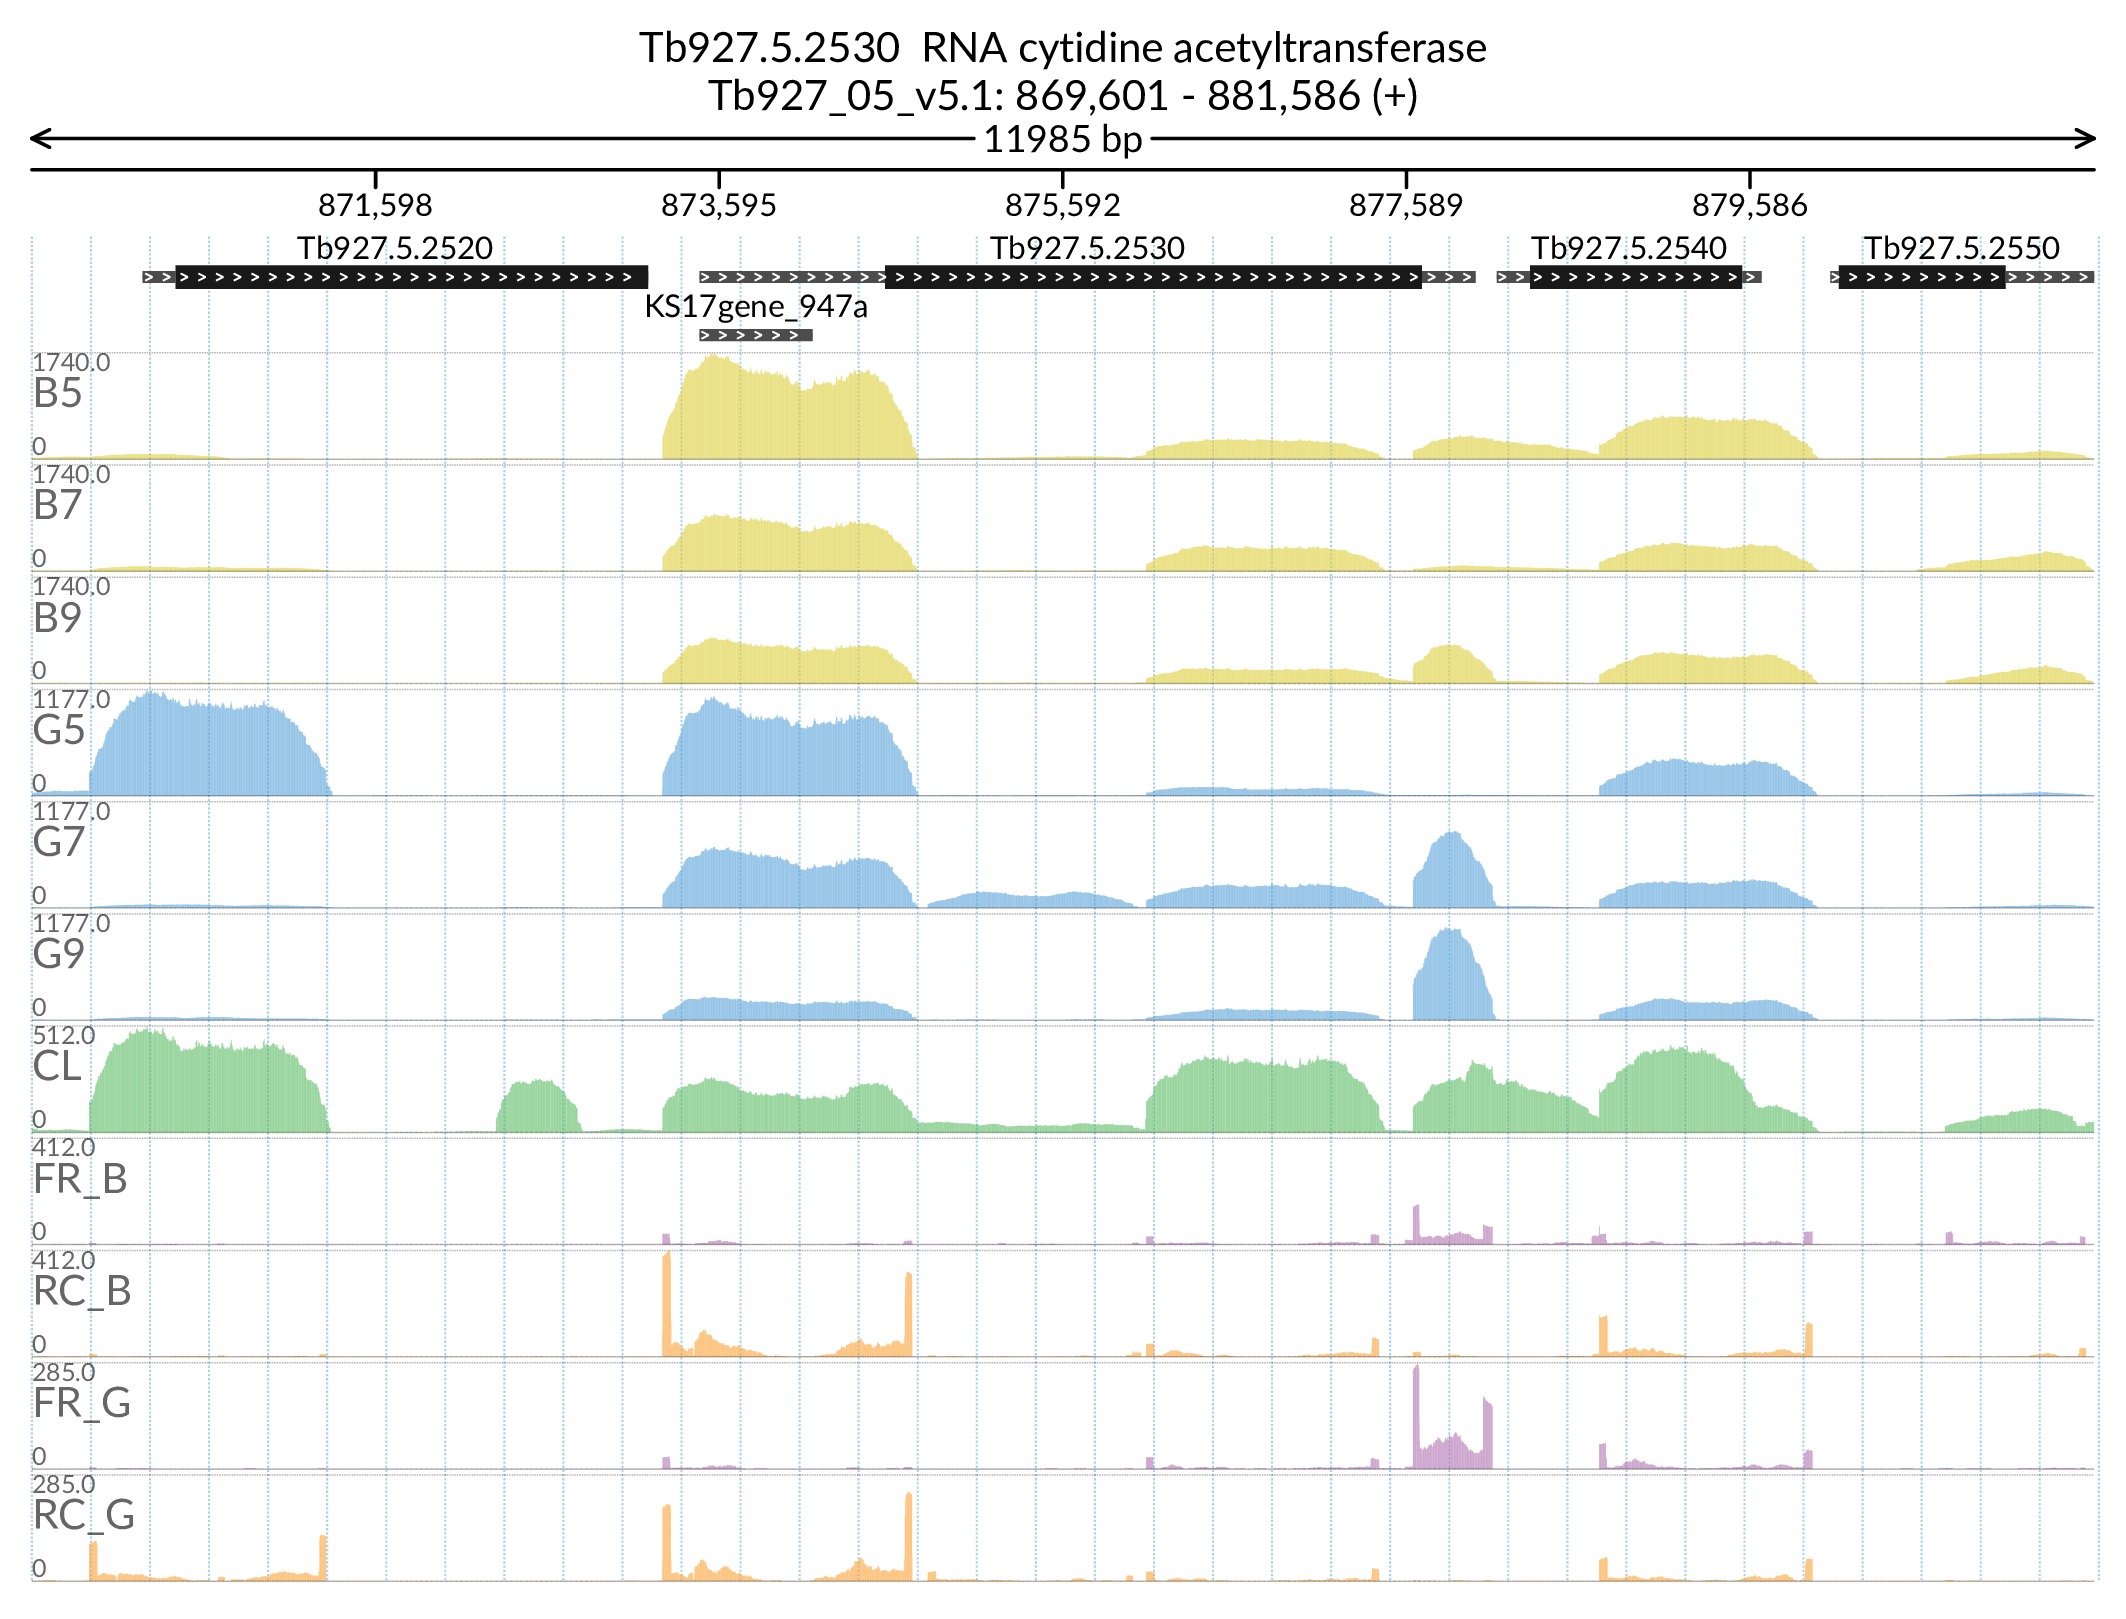 Tb927.5.2530 RNA cytidine acetyltransferase
Tb927_05_v5.1: 869,601 - 881,586 (+)
11985 bp
871,598 873,595 875,592 877,589 879,586
Tb927.5.2520 Tb927.5.2530 Tb927.5.2540 Tb927.5.2550
KS17gene_947a
1740.0
B5
0
1740.0
B7
0
1740.0
B9
0
1177.0
G5
0
1177.0
G7
0
1177.0
G9
0
512.0
CL
0
412.0
FR_B
0
412.0
RC_B
0
285.0
FR_G
0
285.0
RC_G
0